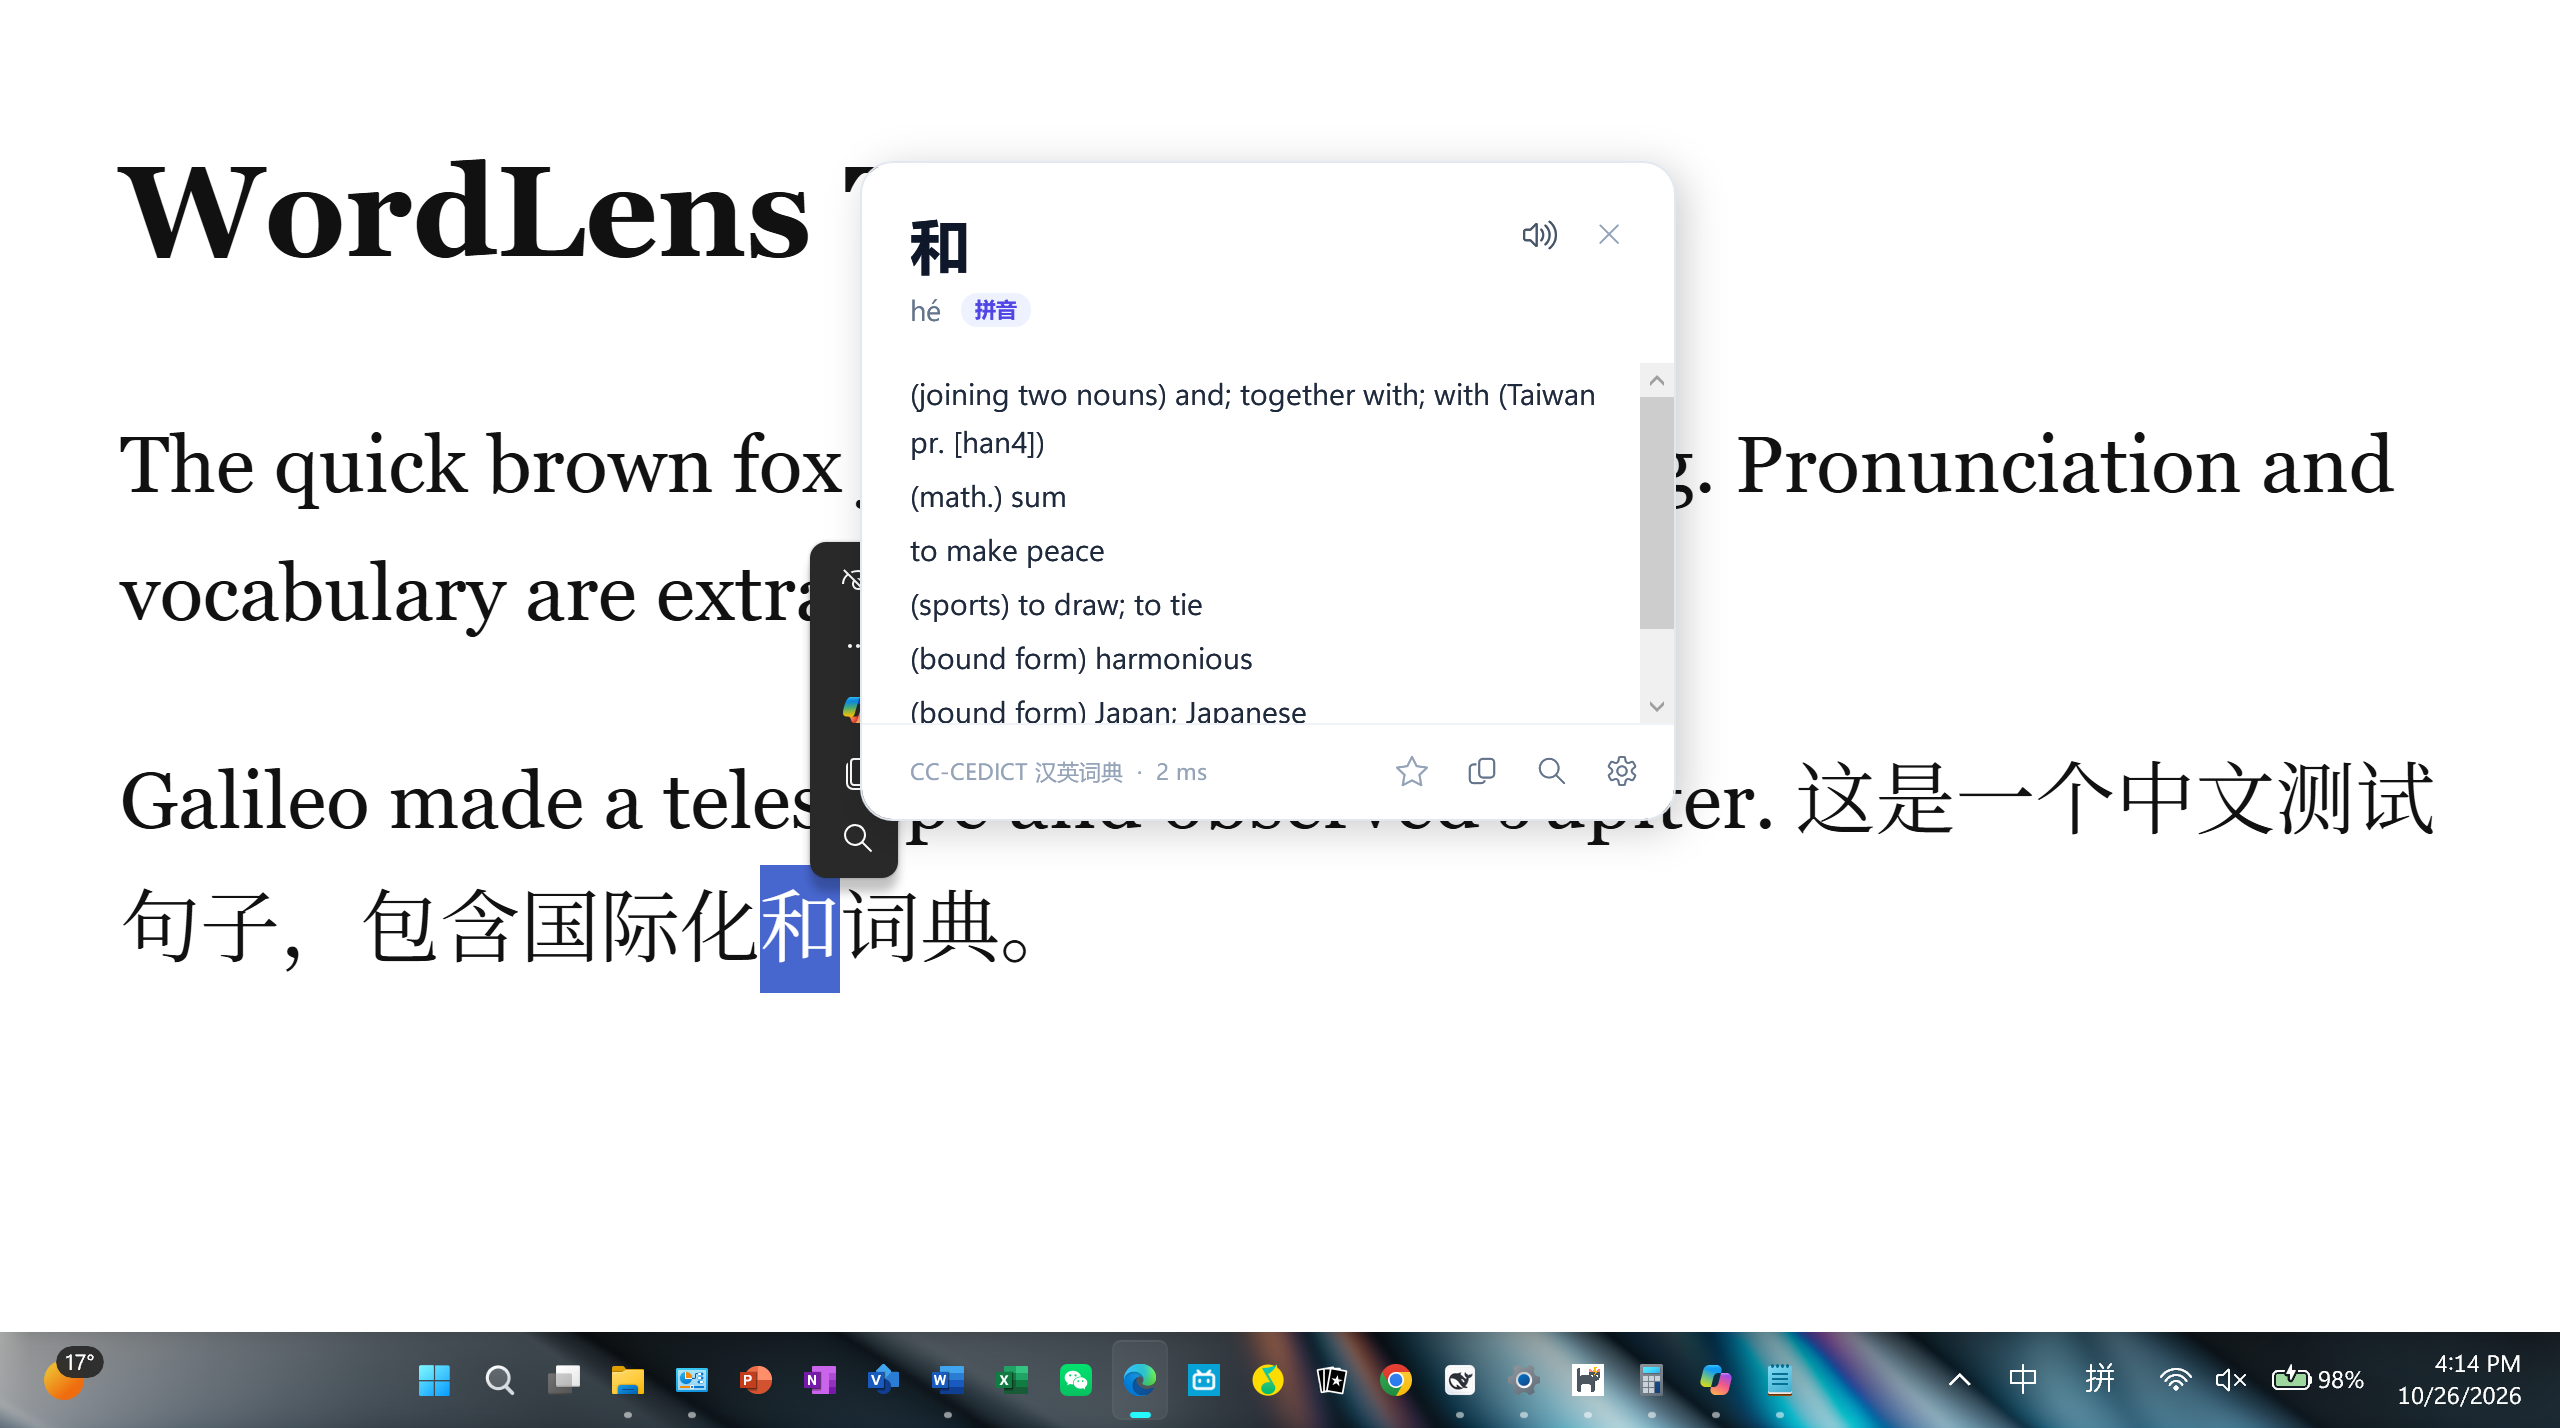 WordLens
The quick brown fox g. Pronunciation and
vocabulary are extra
Galileo made a teles pe and observed Jupiter. 这是一个中文测试
句子，包含国际化和词典。
和
hé 拼音
(joining two nouns) and; together with; with (Taiwan
pr. [han4])
(math.) sum
to make peace
(sports) to draw; to tie
(bound form) harmonious
(bound form) Japan; Japanese
CC-CEDICT 汉英词典 · 2 ms
17°
中 拼 98%
4:14 PM
10/26/2026